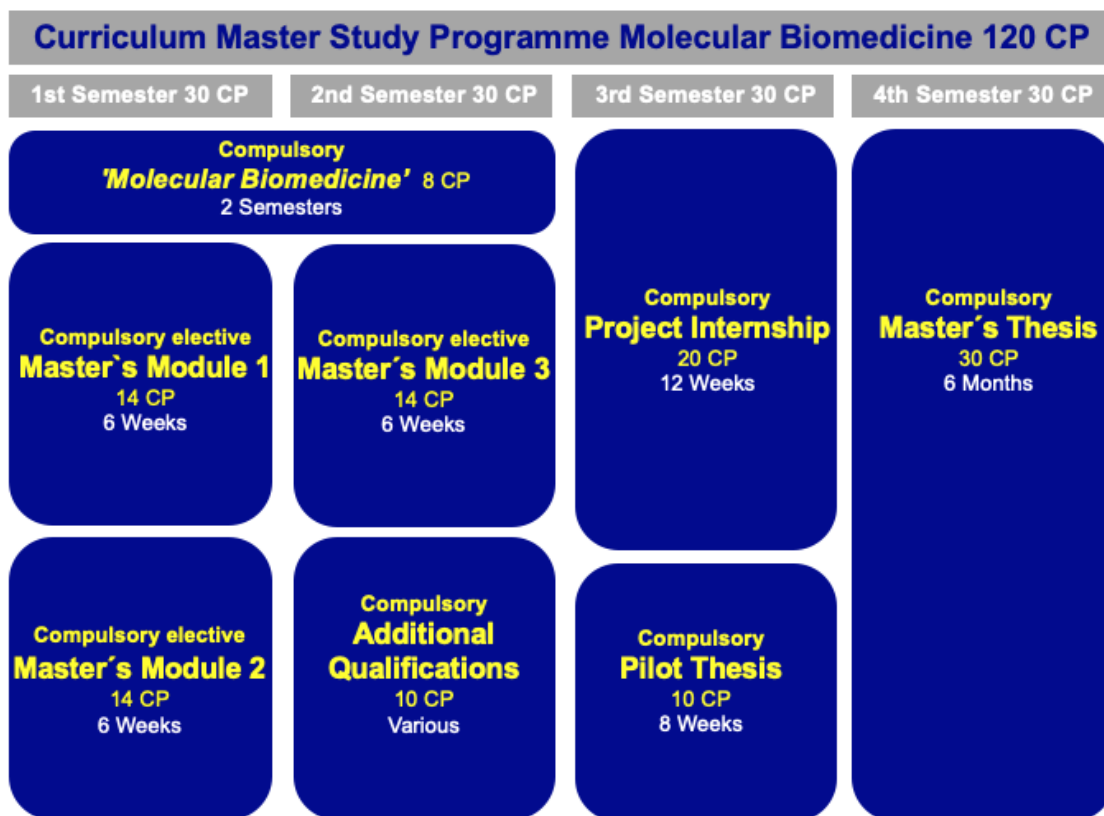 Curriculum Master Study Programme Molecular Biomedicine 120 CP
1st Semester 30 CP
2nd Semester 30 CP
3rd Semester 30 CP
4th Semester 30 CP
Compulsory
'Molecular Biomedicine' 8 CP
2 Semesters
Compulsory elective
Master`s Module 1
14 CP
6 Weeks
Compulsory elective
Master´s Module 3
14 CP
6 Weeks
Compulsory
Project Internship
20 CP
12 Weeks
Compulsory
Master´s Thesis
30 CP
6 Months
Compulsory elective
Master´s Module 2
14 CP
6 Weeks
Compulsory
Additional
Qualifications
10 CP
Various
Compulsory
Pilot Thesis
10 CP
8 Weeks